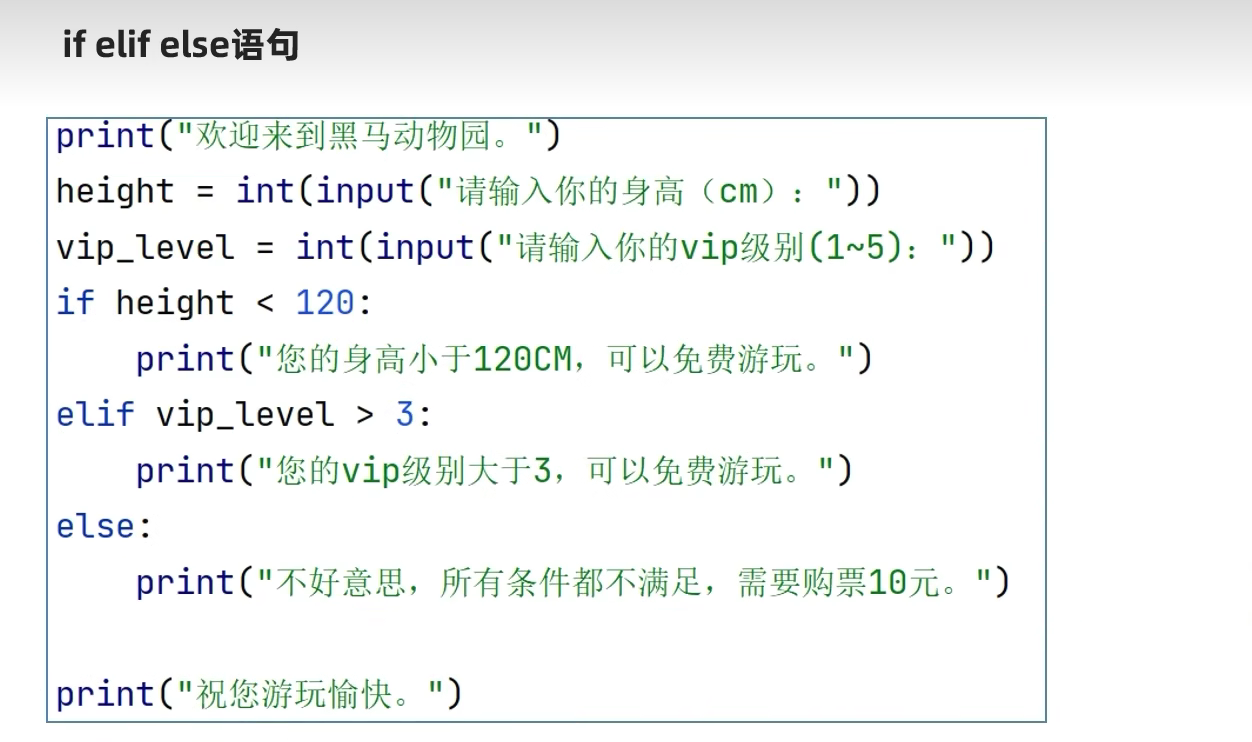 if elif else语句
print("欢迎来到黑马动物园。")
height = int(input("请输入你的身高（cm）："))
vip_level = int(input("请输入你的vip级别(1~5)："))
if height < 120:
    print("您的身高小于120CM，可以免费游玩。")
elif vip_level > 3:
    print("您的vip级别大于3，可以免费游玩。")
else:
    print("不好意思，所有条件都不满足，需要购票10元。")
print("祝您游玩愉快。")